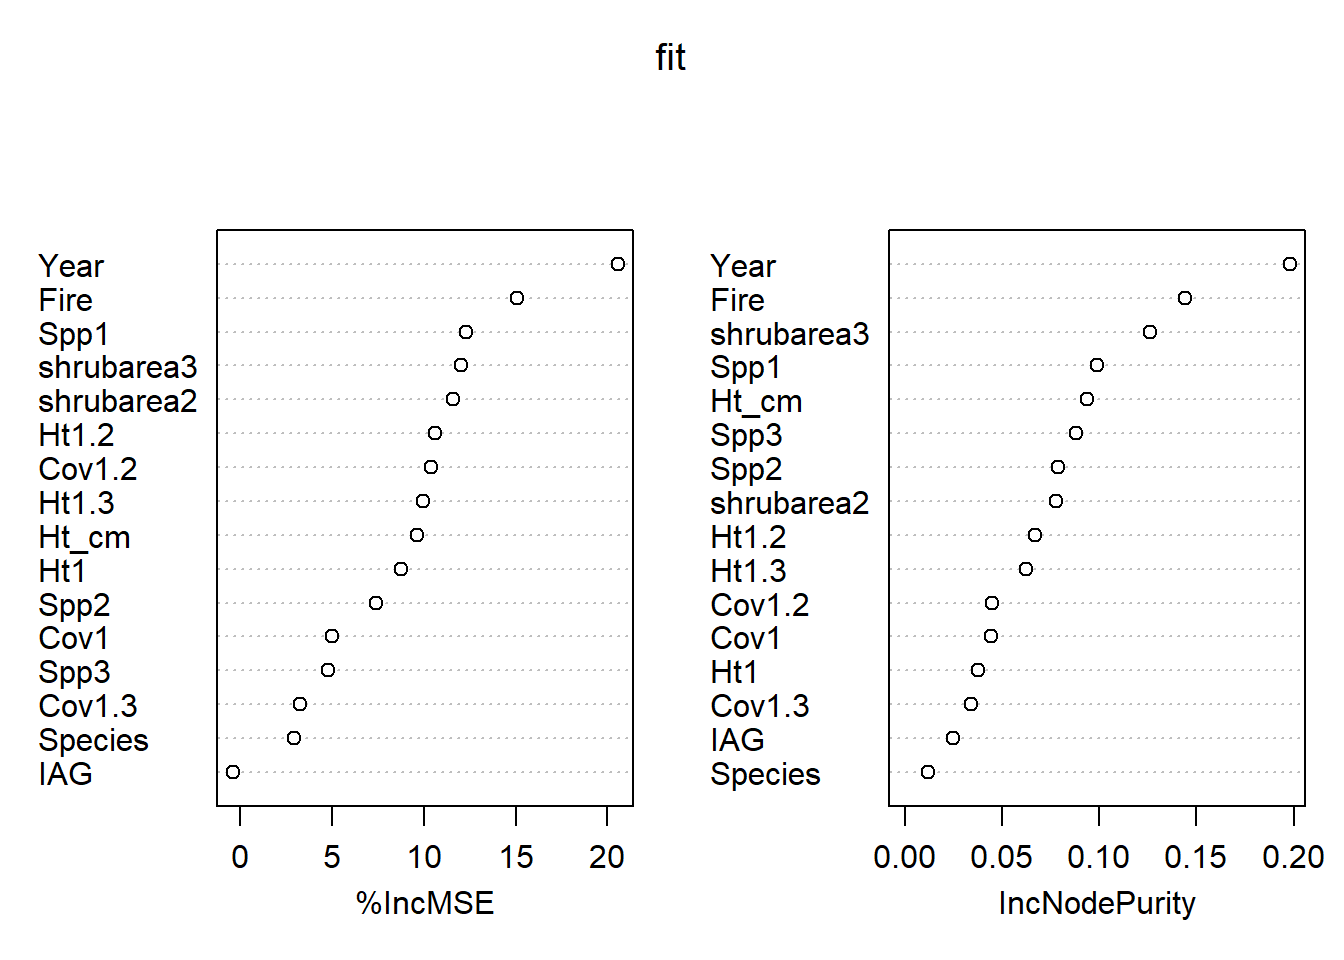 fit
Year
Fire
Spp1
shrubarea3
shrubarea2
Ht1.2
Cov1.2
Ht1.3
Ht_cm
Ht1
Spp2
Cov1
Spp3
Cov1.3
Species
IAG
0 5 10 15 20
%IncMSE
Year
Fire
shrubarea3
Spp1
Ht_cm
Spp3
Spp2
shrubarea2
Ht1.2
Ht1.3
Cov1.2
Cov1
Ht1
Cov1.3
IAG
Species
0.00 0.05 0.10 0.15 0.20
IncNodePurity